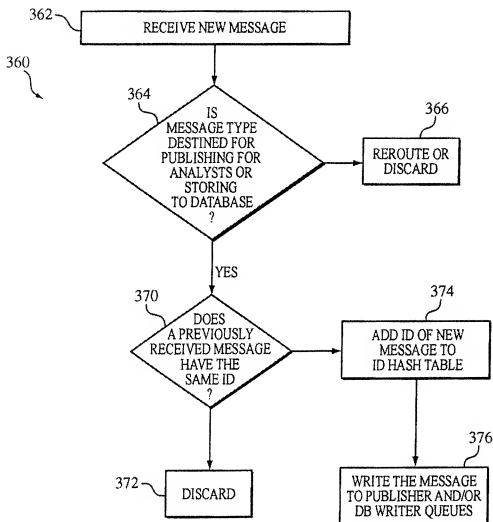 362
RECEIVE NEW MESSAGE
360
364
IS
MESSAGE TYPE
DESTINED FOR
PUBLISHING FOR
ANALYSTS OR
STORING
TO DATABASE
?
366
REROUTE OR
DISCARD
YES
370
DOES
A PREVIOUSLY
RECEIVED MESSAGE
HAVE THE
SAME ID
?
374
ADD ID OF NEW
MESSAGE TO
ID HASH TABLE
372
DISCARD
376
WRITE THE MESSAGE
TO PUBLISHER AND/OR
DB WRITER QUEUES